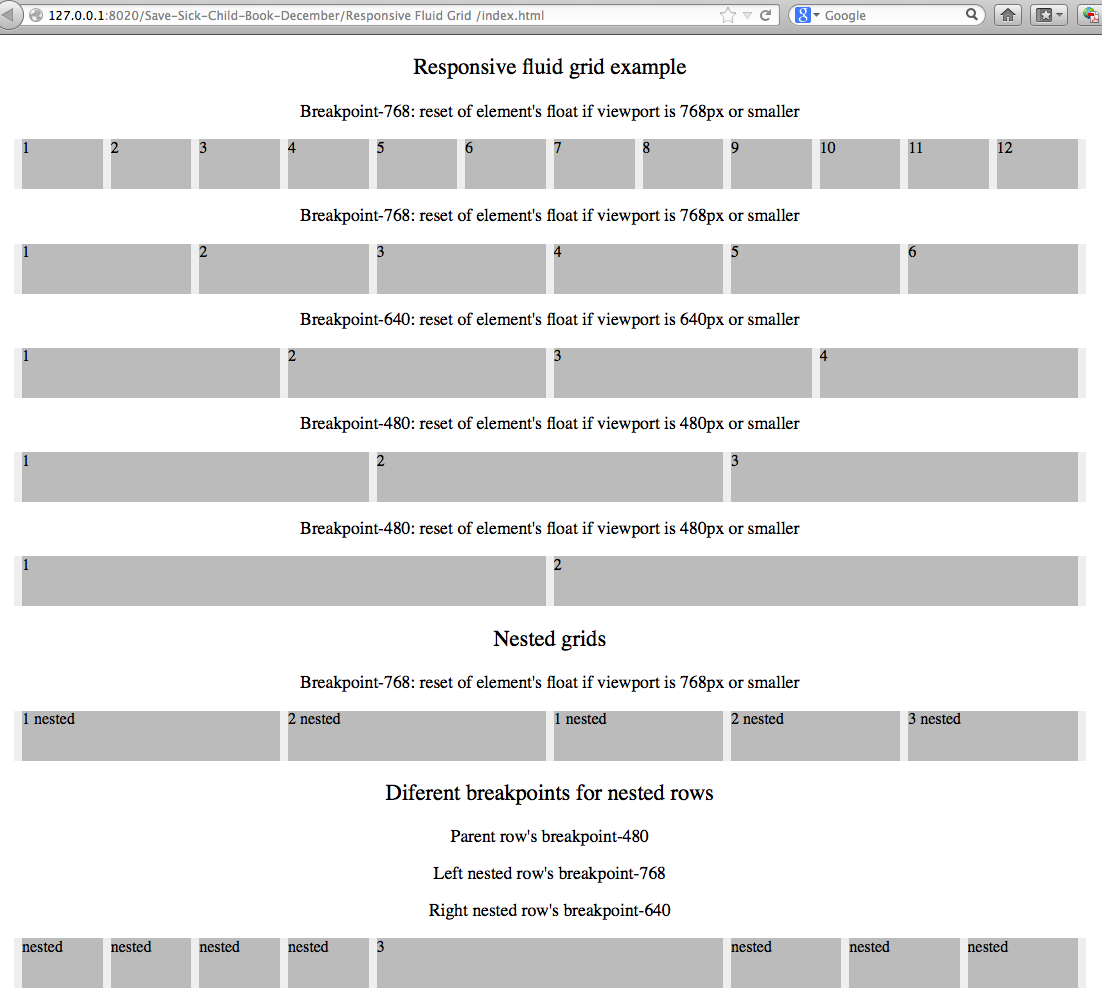 127.0.0.1:8020/Save-Sick-Child-Book-December/Responsive Fluid Grid /index.html 8 Google
Responsive fluid grid example
Breakpoint-768: reset of element's float if viewport is 768px or smaller
1 2 3 4 5 6 7 8 9 10 11 12
Breakpoint-768: reset of element's float if viewport is 768px or smaller
1 2 3 4 5 6
Breakpoint-640: reset of element's float if viewport is 640px or smaller
1 2 3 4
Breakpoint-480: reset of element's float if viewport is 480px or smaller
1 2 3
Breakpoint-480: reset of element's float if viewport is 480px or smaller
1 2
Nested grids
Breakpoint-768: reset of element's float if viewport is 768px or smaller
1 nested 2 nested 1 nested 2 nested 3 nested
Diferent breakpoints for nested rows
Parent row's breakpoint-480
Left nested row's breakpoint-768
Right nested row's breakpoint-640
nested nested nested nested 3 nested nested nested